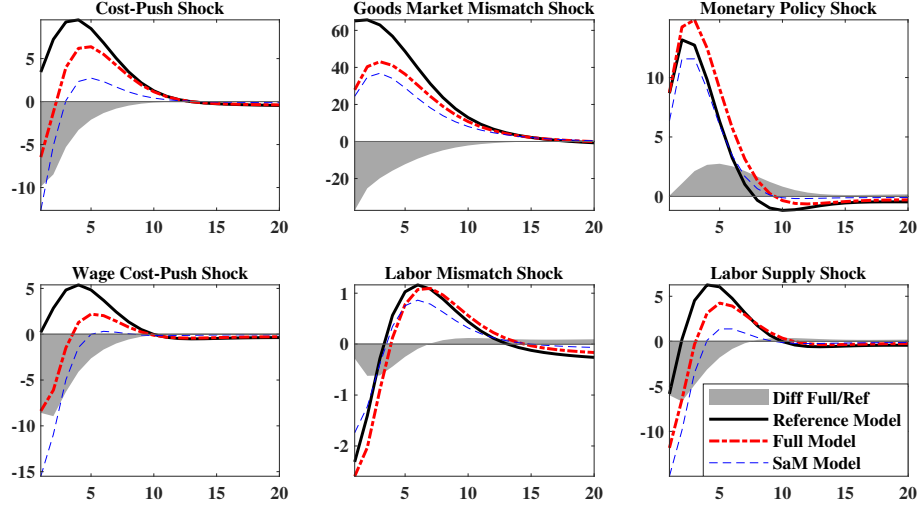 Cost-Push Shock
5
0
-5
-10
5 10 15 20
Goods Market Mismatch Shock
60
40
20
0
-20
5 10 15 20
Monetary Policy Shock
10
5
0
5 10 15 20
Wage Cost-Push Shock
5
0
-5
-10
-15
5 10 15 20
Labor Mismatch Shock
1
0
-1
-2
5 10 15 20
Labor Supply Shock
5
0
-5
-10
5 10 15 20
Diff Full/Ref
Reference Model
Full Model
SaM Model